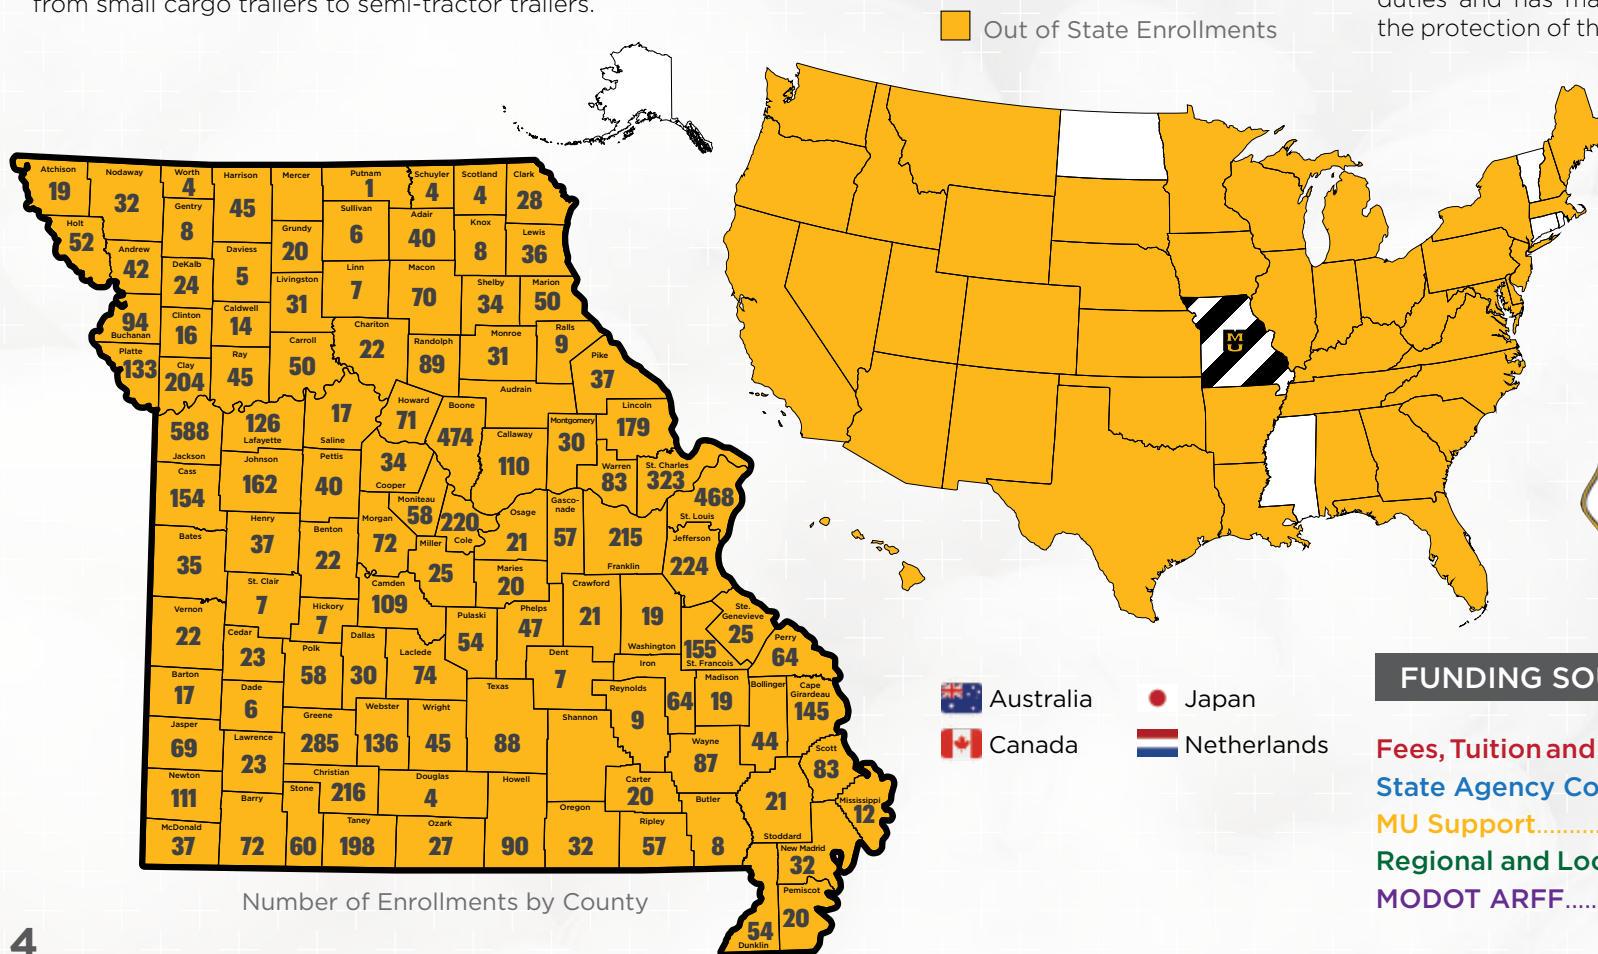 from small cargo trailers to semi-tractor trailers.
Out of State Enrollments
the protection of th
Atchison
19
Nodaway
32
Worth
4
Harrison
45
Mercer
Putnam
1
Schuyler
4
Scotland
4
Clark
28
Gentry
8
Sullivan
6
Adair
40
Knox
8
Lewis
36
Holt
52
Andrew
42
DeKalb
24
Daviess
5
Grundy
20
Livingston
31
Linn
7
Macon
70
Shelby
34
Marion
50
94
Buchanan
Clinton
16
Caldwell
14
Carroll
50
Chariton
22
Randolph
89
Monroe
31
Ralls
9
Pike
37
Platte
133
Clay
204
Ray
45
Audrain
588
Jackson
126
Lafayette
17
Saline
Howard
71
Boone
474
Callaway
110
Montgomery
30
Lincoln
179
Warren
83
St. Charles
323
468
St. Louis
Cass
154
Johnson
162
Pettis
40
34
Cooper
Moniteau
58
220
Cole
Osage
21
Gasco-
nade
57
215
Franklin
Jefferson
224
Bates
35
Henry
37
Benton
22
Morgan
72
Miller
25
Maries
20
Crawford
21
19
Washington
Ste.
Genevieve
25
Perry
64
155
St. Francois
Vernon
22
St. Clair
7
Hickory
7
Camden
109
Pulaski
54
Phelps
47
Dent
7
Iron
64
Madison
19
Bollinger
44
Cape
Girardeau
145
Cedar
23
Polk
58
Dallas
30
Laclede
74
Texas
88
Reynolds
9
Barton
17
Dade
6
Greene
285
Webster
136
Wright
45
Shannon
Wayne
87
Scott
83
Jasper
69
Lawrence
23
Christian
216
Douglas
4
Howell
90
Carter
20
Butler
8
21
Stoddard
Mississippi
12
Newton
111
Barry
72
Stone
60
Taney
198
Ozark
27
Oregon
32
Ripley
57
New Madrid
32
McDonald
37
Pemiscot
20
54
Dunklin
Number of Enrollments by County
4
MU
Australia
Japan
Canada
Netherlands
FUNDING SO
Fees, Tuition and
State Agency Co
MU Support..........
Regional and Loc
MODOT ARFF.....